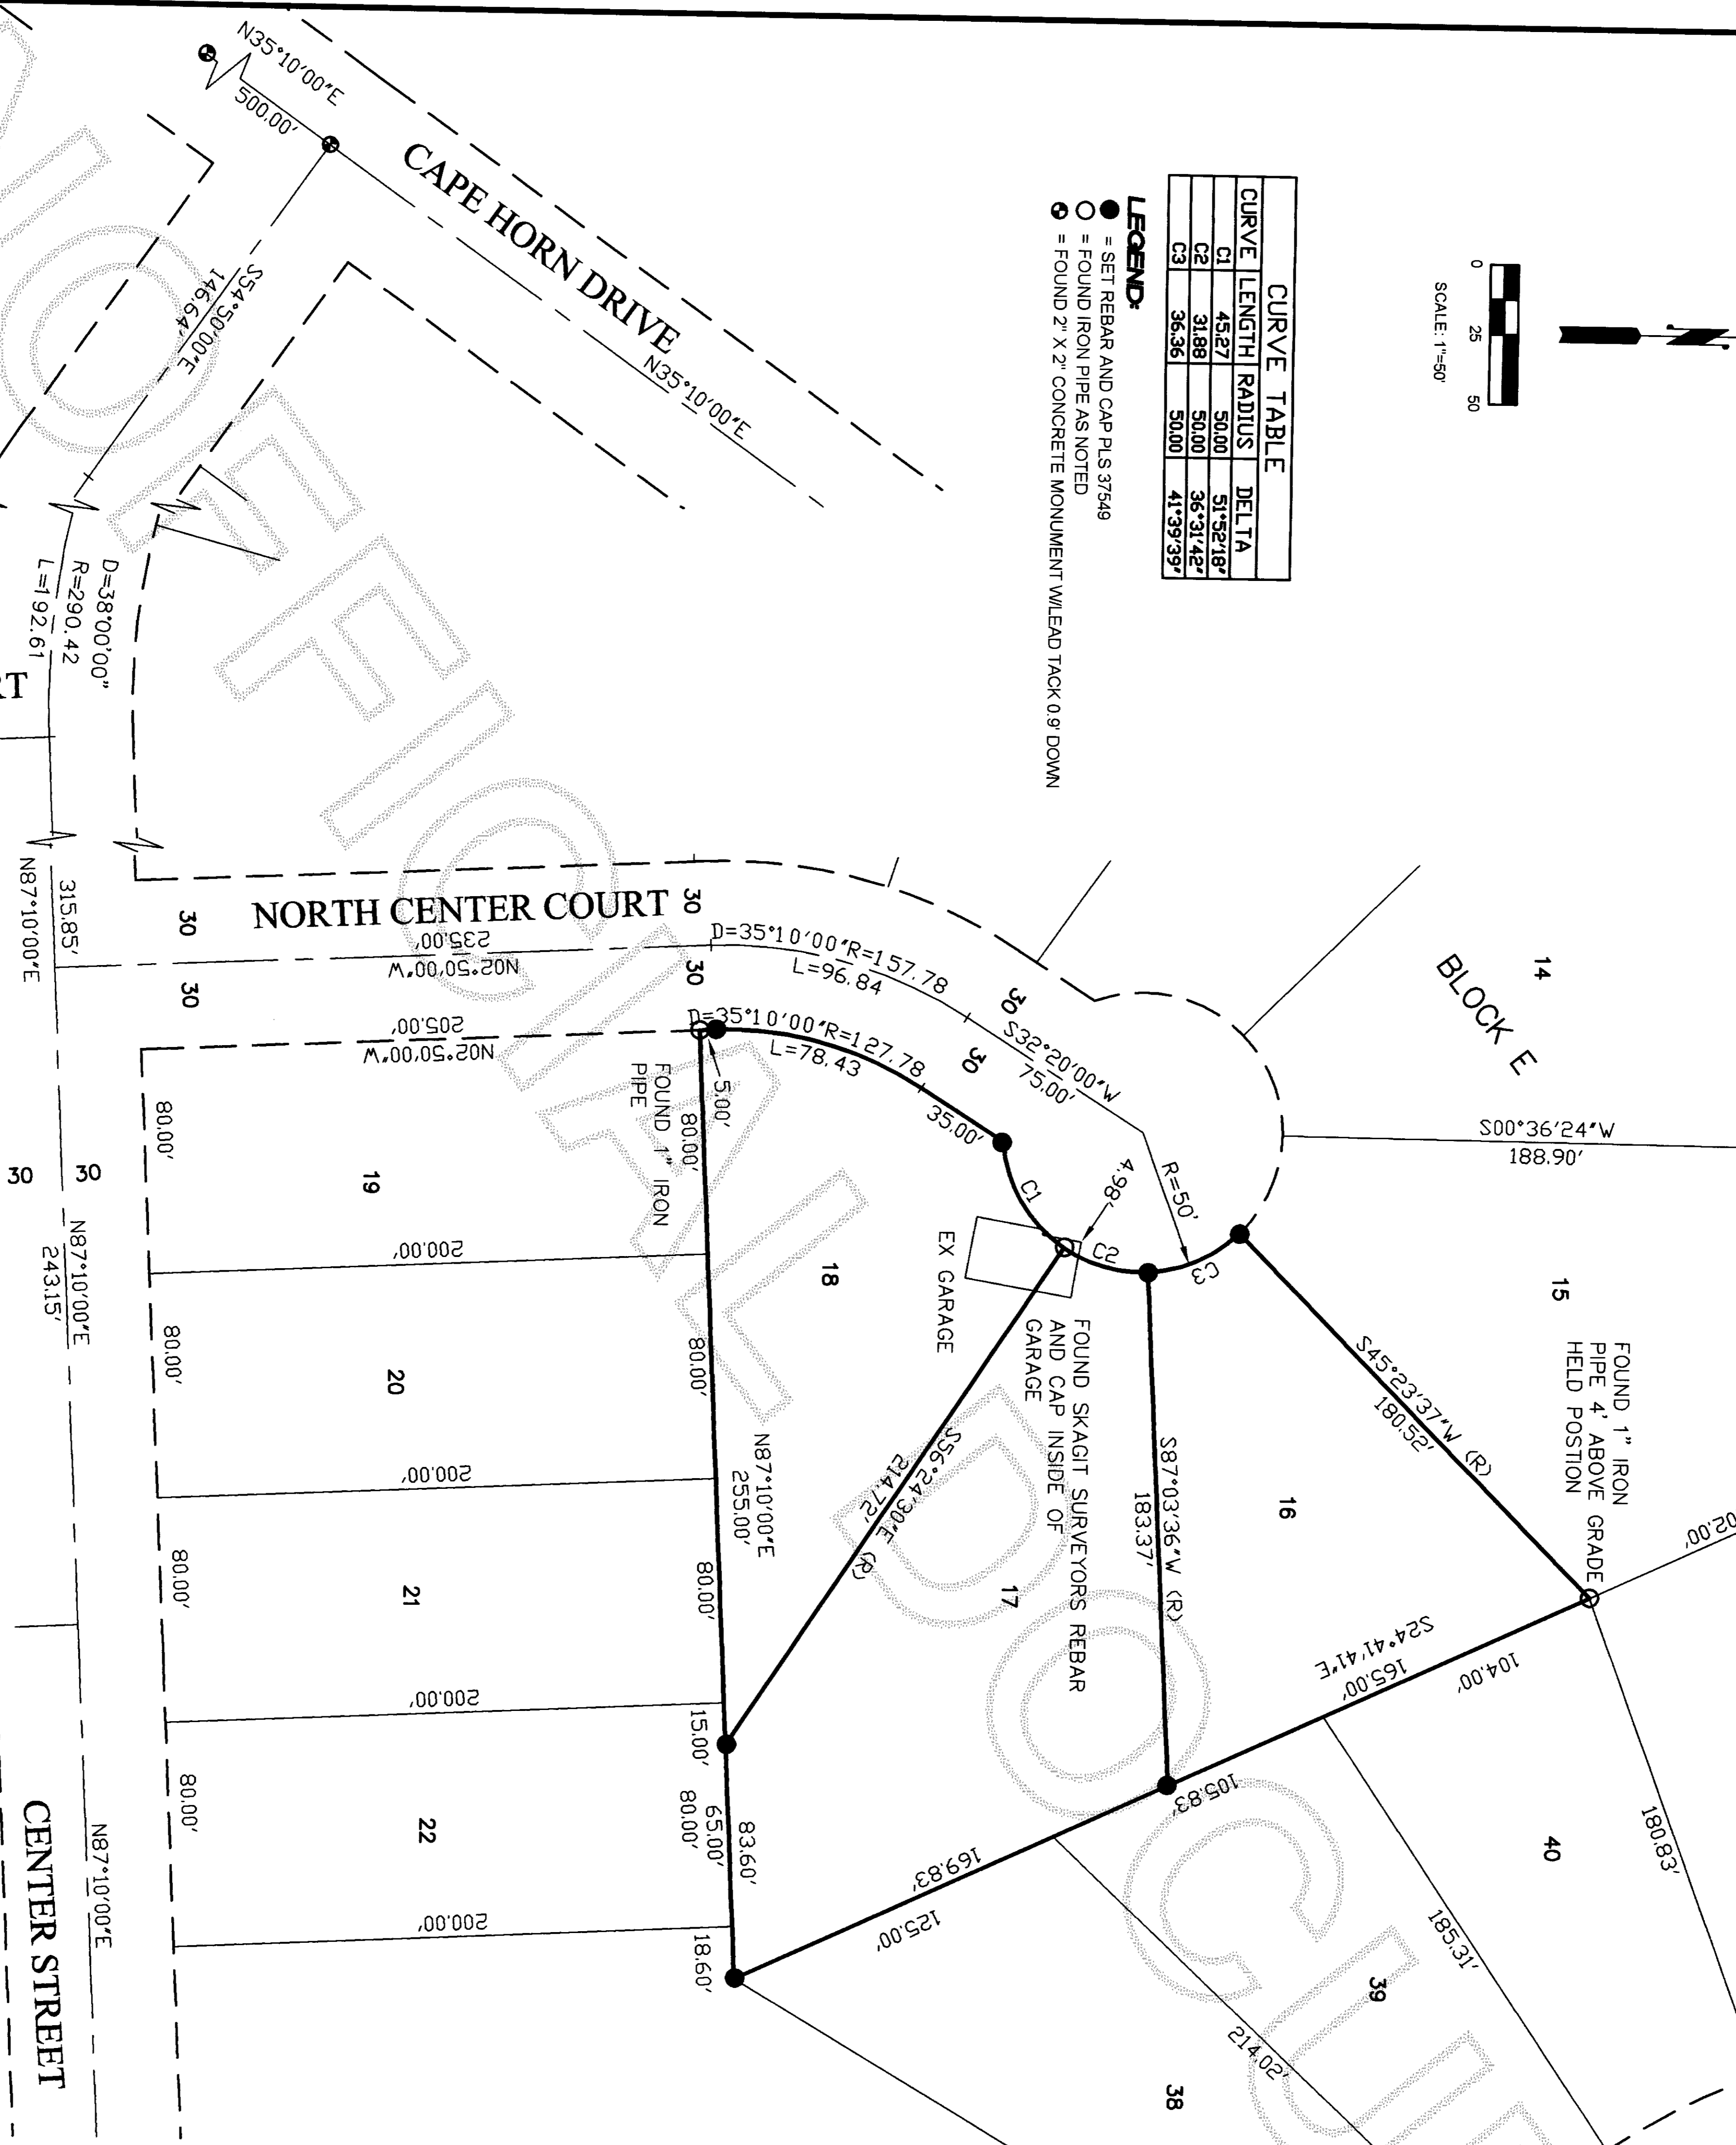 SCALE: 1"=50'
0 25 50
CURVE TABLE
CURVE LENGTH RADIUS DELTA
C1 45.27 50.00 51°52'18"
C2 31.88 50.00 36°31'42"
C3 36.36 50.00 41°39'39"
LEGEND:
= SET REBAR AND CAP PLS 37549
= FOUND IRON PIPE AS NOTED
= FOUND 2" X 2" CONCRETE MONUMENT W/LEAD TACK 0.9' DOWN
N35°10'00"E
500.00'
CAPE HORN DRIVE
N35°10'00"E
S54°50'00"E
146.64'
D=38°00'00"
R=290.42
L=192.61
RT
315.85'
N87°10'00"E
NORTH CENTER COURT
235.00'
N02°50'00"W
205.00'
N02°50'00"W
30
30
30
30
30
30
30
30
D=35°10'00"R=157.78
L=96.84
D=35°10'00"R=127.78
L=78.43
S32°20'00"W
75.00'
35.00'
5.00'
FOUND 1" IRON
PIPE
C1
C2
C3
4.98'
R=50'
EX GARAGE
FOUND SKAGIT SURVEYORS REBAR
AND CAP INSIDE OF
GARAGE
BLOCK E
14
S00°36'24"W
188.90'
15
FOUND 1" IRON
PIPE 4' ABOVE GRADE
HELD POSTION
S45°23'37"W (R)
180.52'
16
S87°03'36"W (R)
183.37'
17
S56°24'30"E (R)
214.72'
18
N87°10'00"E
255.00'
80.00'
80.00'
80.00'
15.00'
83.60'
65.00'
80.00'
18.60'
S24°41'41"E
165.00'
104.00'
105.83'
169.83'
125.00'
02.00'
180.83'
40
185.31'
39
214.02'
38
19
20
21
22
200.00'
200.00'
200.00'
200.00'
80.00'
80.00'
80.00'
80.00'
N87°10'00"E
243.15'
N87°10'00"E
CENTER STREET
OFFICIAL DOCU